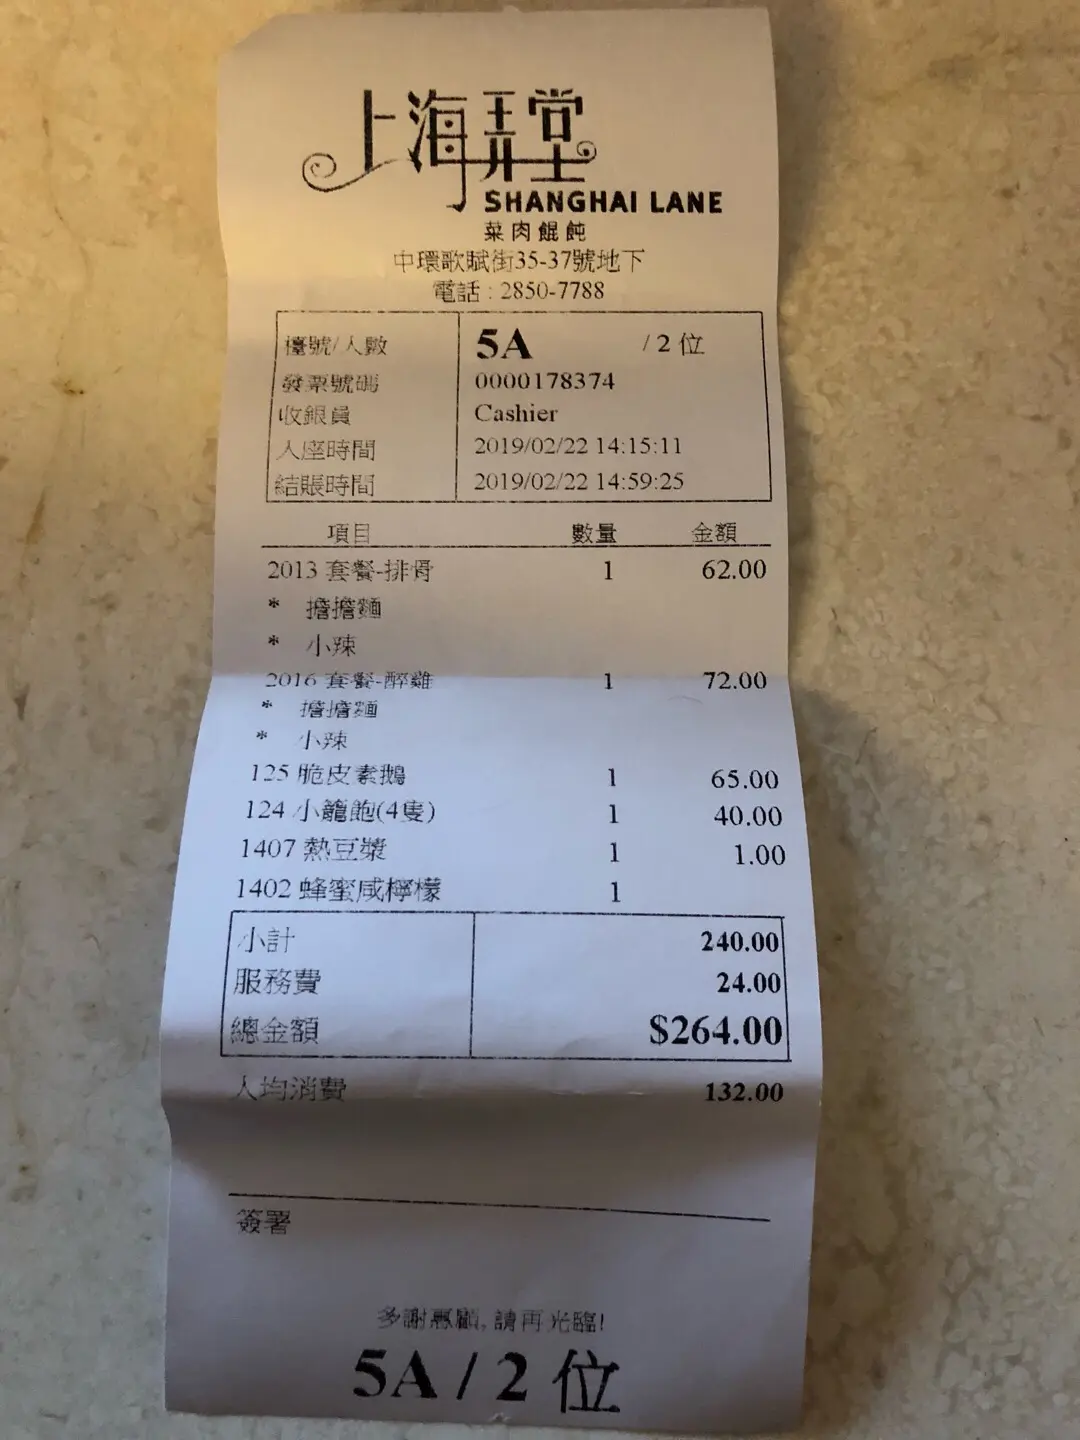 上海弄堂
SHANGHAI LANE
菜肉餛飩
中環歌賦街35-37號地下
電話 : 2850-7788
檯號/人數 5A / 2 位
發票號碼 0000178374
收銀員 Cashier
入座時間 2019/02/22 14:15:11
結賬時間 2019/02/22 14:59:25
項目 數量 金額
2013 套餐-排骨 1 62.00
* 擔擔麵
* 小辣
2016 套餐-醉雞 1 72.00
* 擔擔麵
* 小辣
125 脆皮素鵝 1 65.00
124 小籠飽(4隻) 1 40.00
1407 熱豆漿 1 1.00
1402 蜂蜜咸檸檬 1
小計 240.00
服務費 24.00
總金額 $264.00
人均消費 132.00
簽署
多謝惠顧, 請再光臨!
5A / 2 位